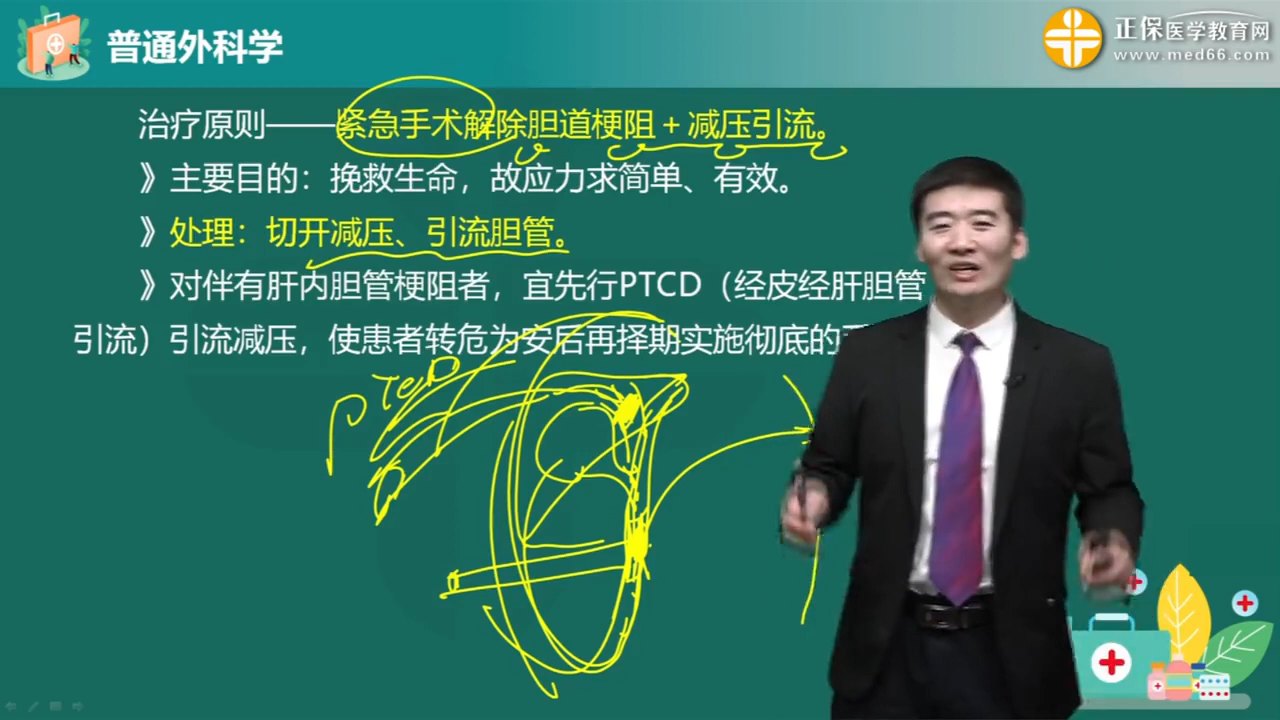 普通外科学
正保医学教育网
www.med66.com
治疗原则——紧急手术解除胆道梗阻+减压引流。
》主要目的：挽救生命，故应力求简单、有效。
》处理：切开减压、引流胆管。
》对伴有肝内胆管梗阻者，宜先行PTCD（经皮经肝胆管
引流）引流减压，使患者转危为安后再择期实施彻底的
PTCD